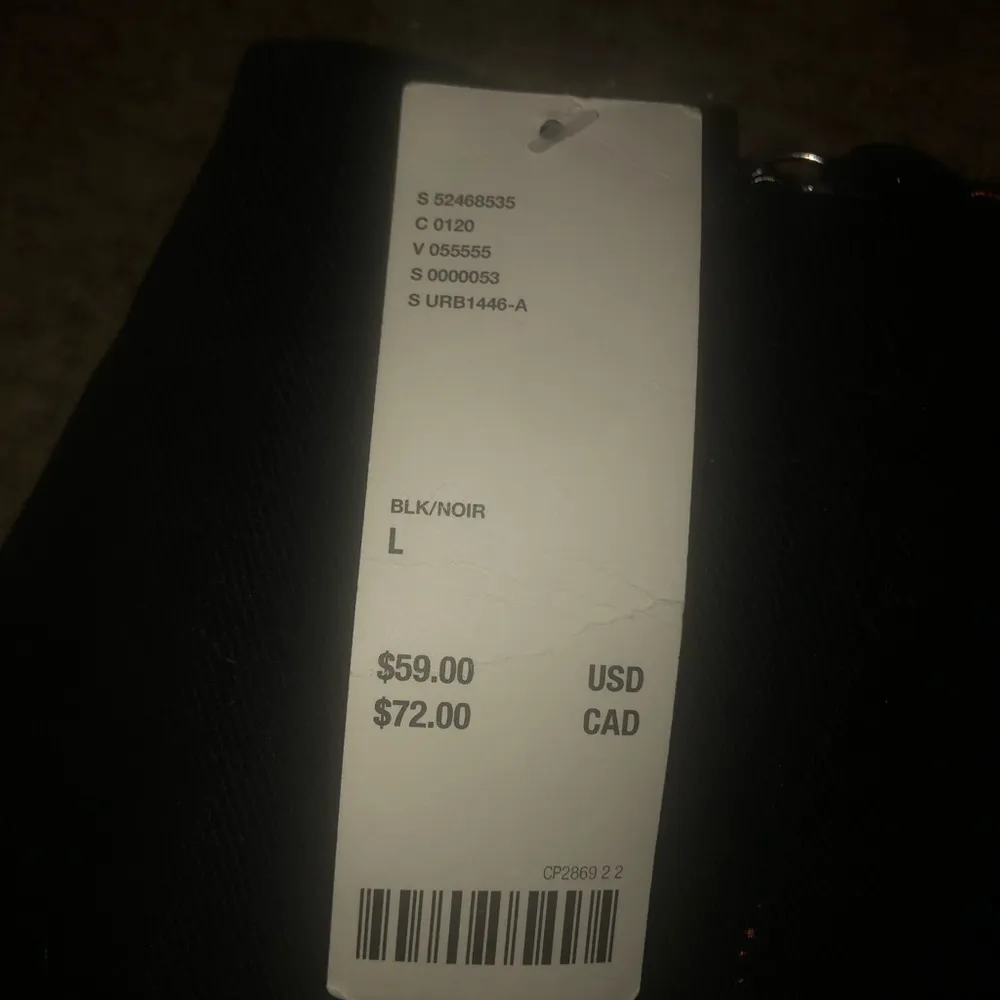 S 52468535
C 0120
V 055555
S 0000053
S URB1446-A
BLK/NOIR
L
$59.00 USD
$72.00 CAD
CP2869 2 2